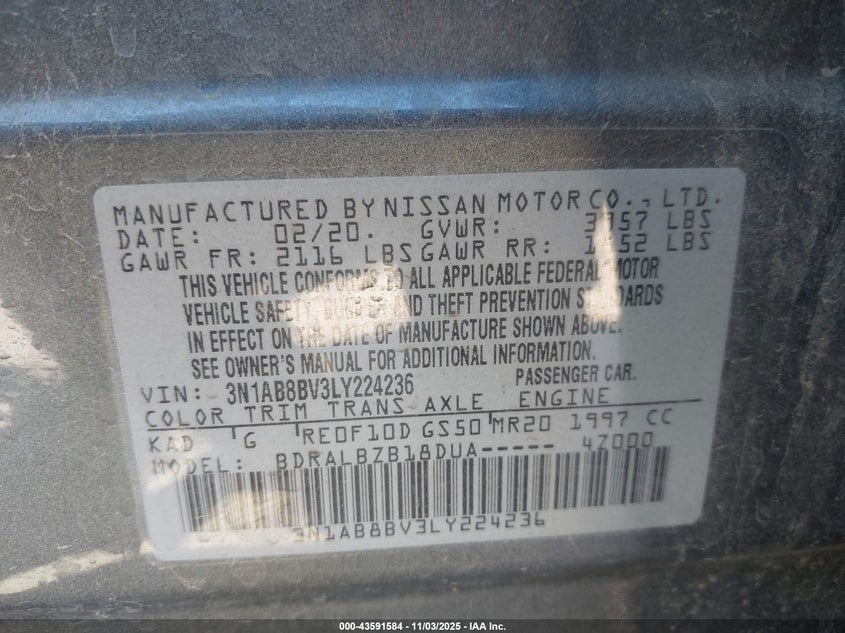 MANUFACTURED BY NISSAN MOTOR CO., LTD.
DATE: 02/20. GVWR: LBS
GAWR FR: 2116 LBS GAWR RR: LBS
THIS VEHICLE CONFORMS TO ALL APPLICABLE FEDERAL MOTOR
VEHICLE SAFETY, BUMPER AND THEFT PREVENTION STANDARDS
IN EFFECT ON THE DATE OF MANUFACTURE SHOWN ABOVE.
SEE OWNER'S MANUAL FOR ADDITIONAL INFORMATION.
VIN: 3N1AB8BV3LY224236 PASSENGER CAR.
COLOR TRIM TRANS AXLE ENGINE
KAD G RE0F10D GS50 MR20 1997 CC
MODEL: BDRALBZB18DUA----- 4Z000
3N1AB8BV3LY224236
000-43591584 - 11/03/2025 - IAA Inc.